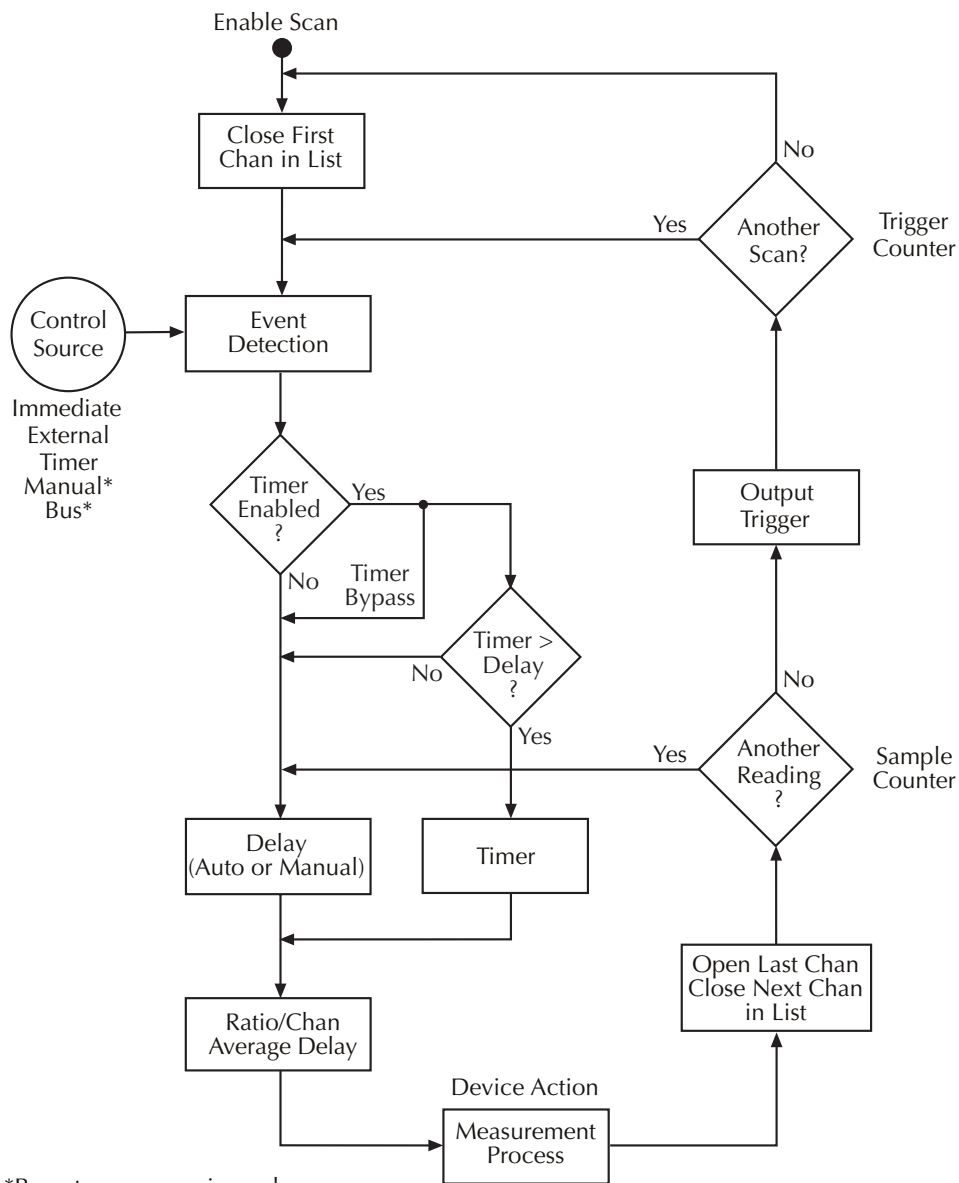 Enable Scan
Close First
Chan in List
No
Yes
Another
Scan?
Trigger
Counter
Control
Source
Event
Detection
Immediate
External
Timer
Manual*
Bus*
Timer
Enabled
?
Yes
No
Timer
Bypass
Output
Trigger
Timer >
Delay
?
No
Yes
No
Yes
Another
Reading
?
Sample
Counter
Delay
(Auto or Manual)
Timer
Open Last Chan
Close Next Chan
in List
Ratio/Chan
Average Delay
Device Action
Measurement
Process